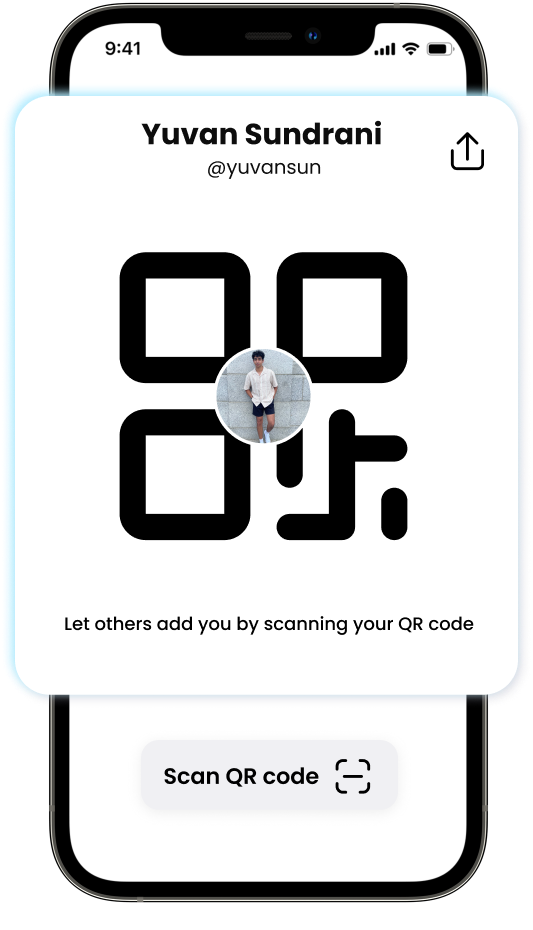 9:41
Yuvan Sundrani
@yuvansun
Let others add you by scanning your QR code
Scan QR code